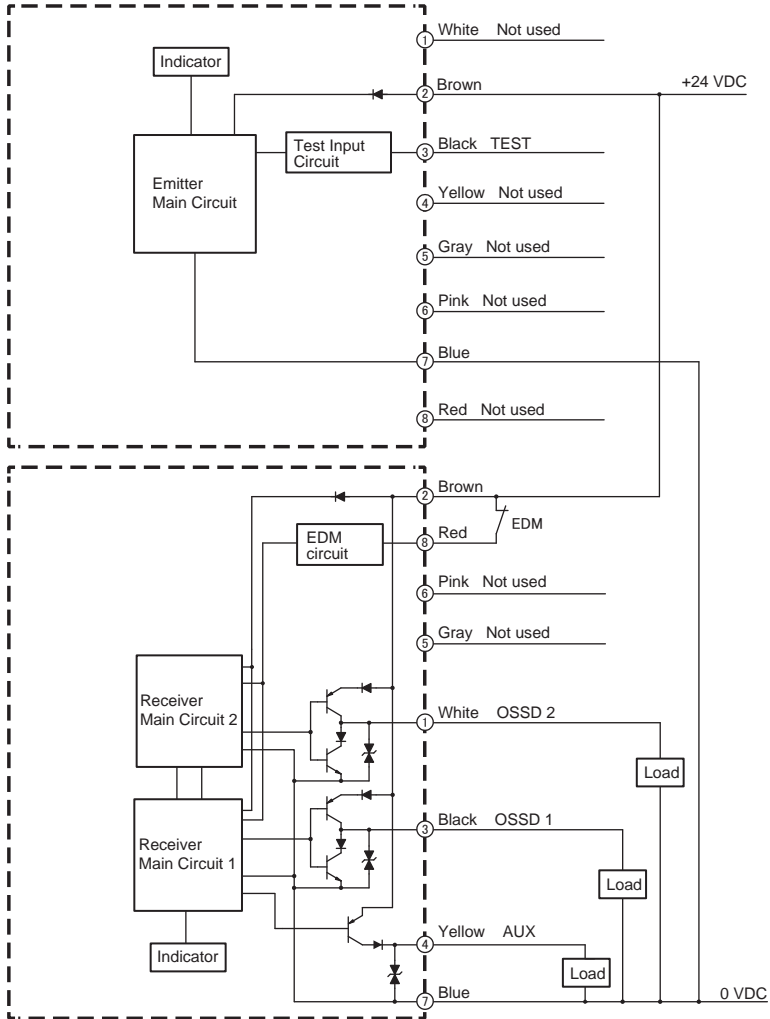 ① White Not used
Indicator
② Brown +24 VDC
Test Input
Circuit
③ Black TEST
Emitter
Main Circuit
④ Yellow Not used
⑤ Gray Not used
⑥ Pink Not used
⑦ Blue
⑧ Red Not used
② Brown
EDM
circuit
⑧ Red
EDM
⑥ Pink Not used
⑤ Gray Not used
Receiver
Main Circuit 2
① White OSSD 2
Load
Receiver
Main Circuit 1
③ Black OSSD 1
Load
④ Yellow AUX
Indicator
Load
⑦ Blue 0 VDC